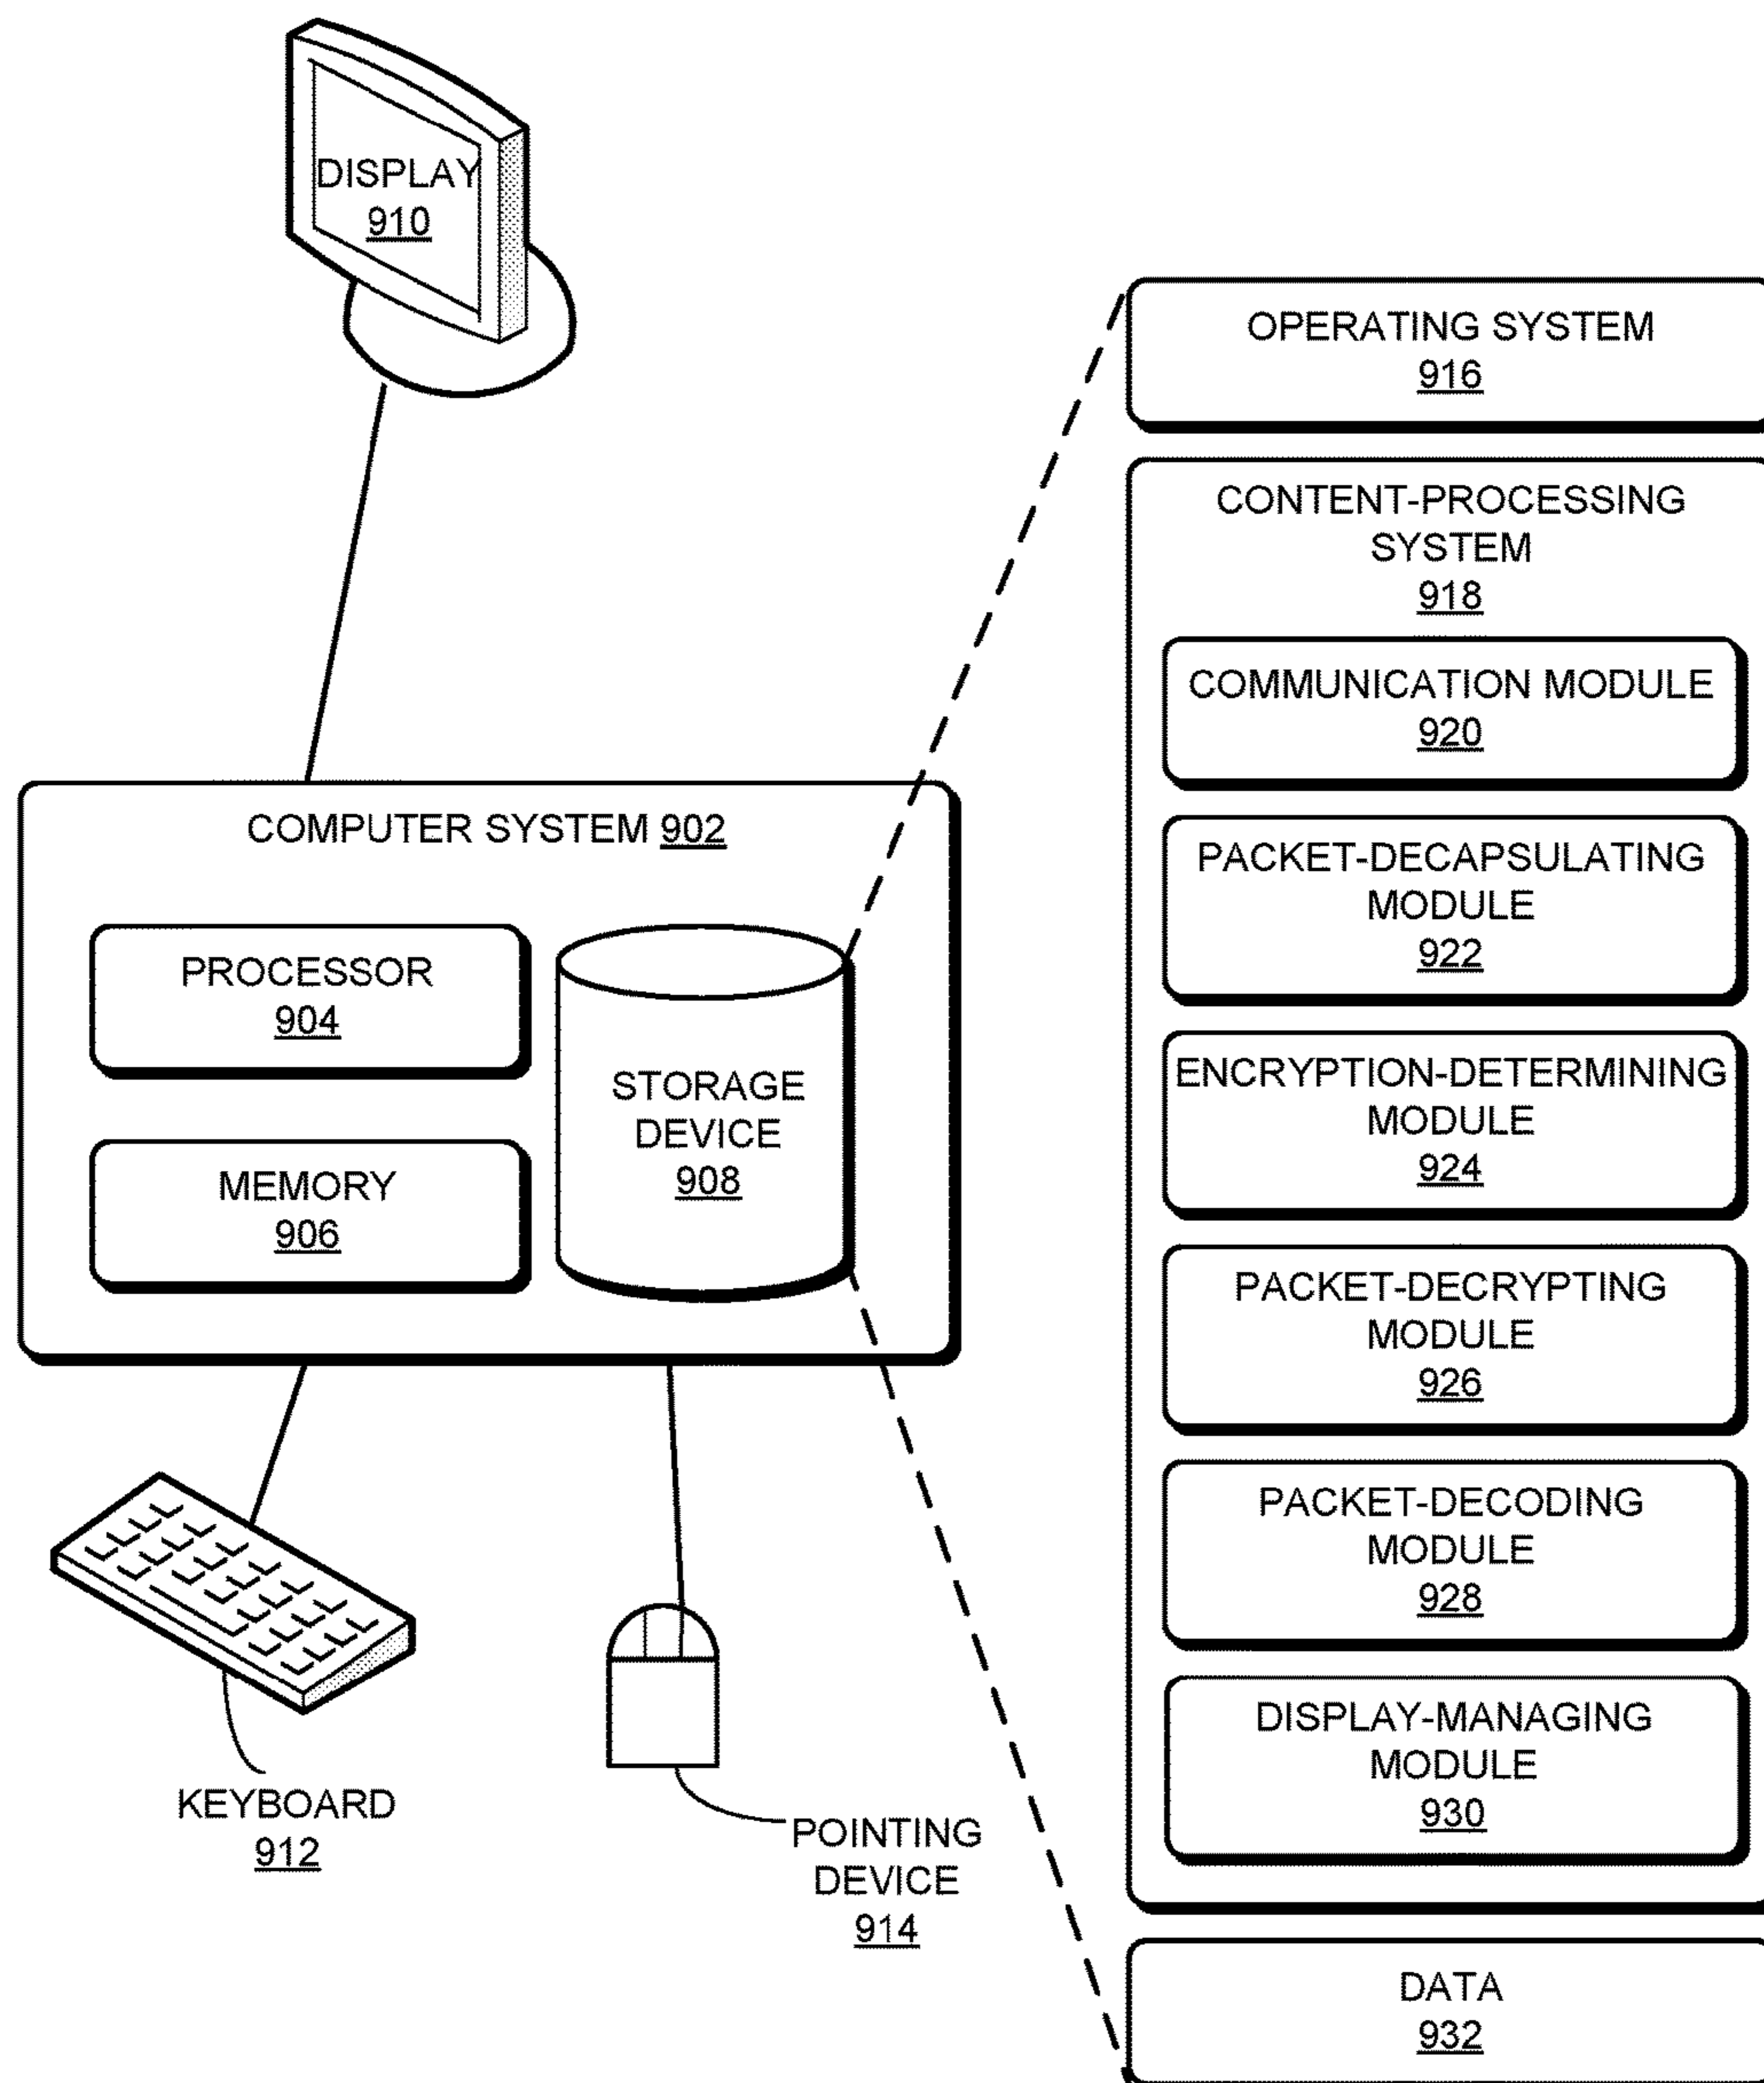 DISPLAY
910
COMPUTER SYSTEM 902
PROCESSOR
904
MEMORY
906
STORAGE
DEVICE
908
KEYBOARD
912
POINTING
DEVICE
914
OPERATING SYSTEM
916
CONTENT-PROCESSING
SYSTEM
918
COMMUNICATION MODULE
920
PACKET-DECAPSULATING
MODULE
922
ENCRYPTION-DETERMINING
MODULE
924
PACKET-DECRYPTING
MODULE
926
PACKET-DECODING
MODULE
928
DISPLAY-MANAGING
MODULE
930
DATA
932